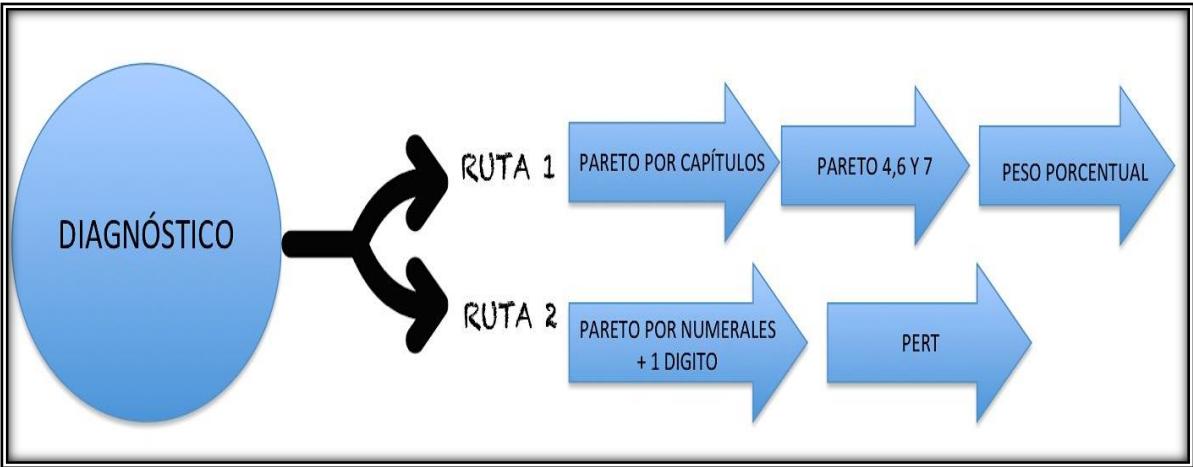 DIAGNÓSTICO
RUTA 1
PARETO POR CAPÍTULOS
PARETO 4,6 Y 7
PESO PORCENTUAL
RUTA 2
PARETO POR NUMERALES
+ 1 DIGITO
PERT